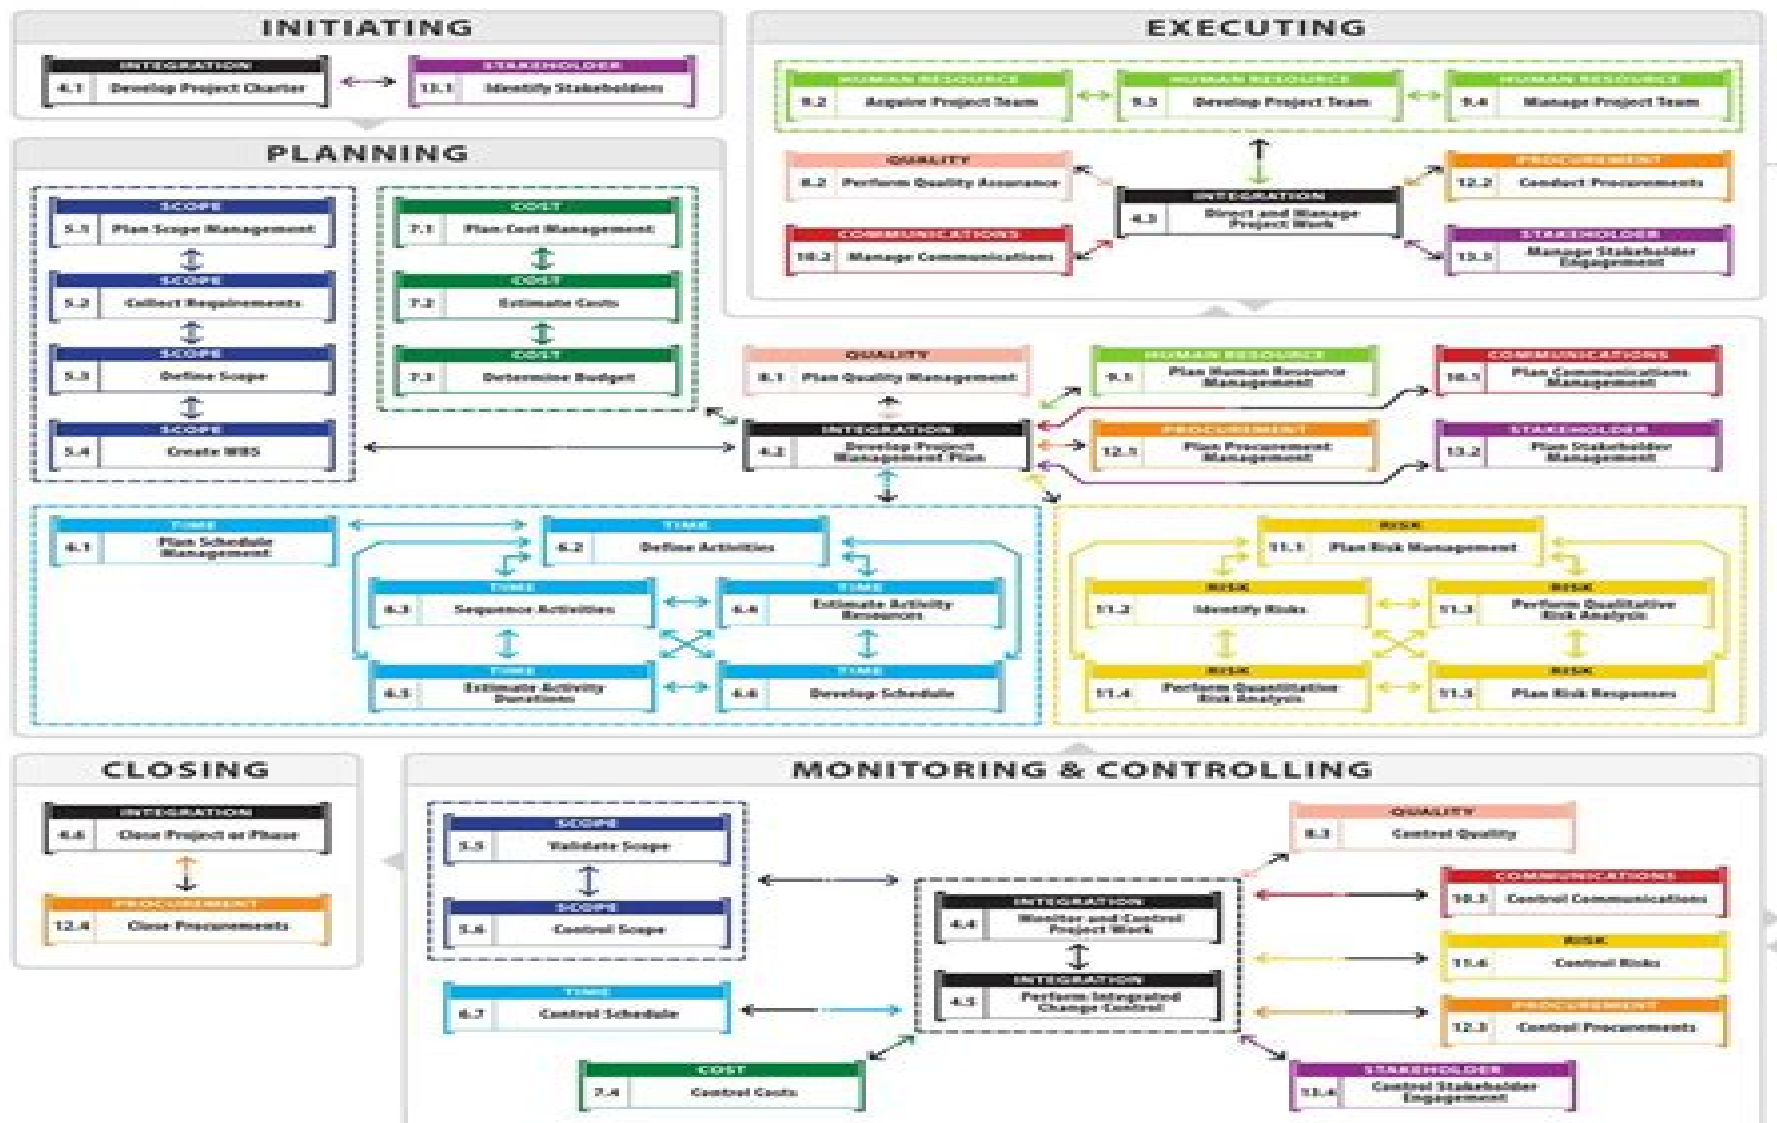 INITIATING
INTEGRATION
4.1 Develop Project Charter
STAKEHOLDER
13.1 Identify Stakeholders
EXECUTING
HUMAN RESOURCE
9.2 Acquire Project Team
HUMAN RESOURCE
9.3 Develop Project Team
HUMAN RESOURCE
9.4 Manage Project Team
QUALITY
8.2 Perform Quality Assurance
PROCUREMENT
12.2 Conduct Procurements
INTEGRATION
4.3 Direct and Manage
Project Work
COMMUNICATIONS
10.2 Manage Communications
STAKEHOLDER
13.3 Manage Stakeholder
Engagement
PLANNING
SCOPE
5.1 Plan Scope Management
SCOPE
5.2 Collect Requirements
SCOPE
5.3 Define Scope
SCOPE
5.4 Create WBS
COST
7.1 Plan Cost Management
COST
7.2 Estimate Costs
COST
7.3 Determine Budget
QUALITY
8.1 Plan Quality Management
HUMAN RESOURCE
9.1 Plan Human Resource
Management
COMMUNICATIONS
10.1 Plan Communications
Management
INTEGRATION
4.2 Develop Project
Management Plan
PROCUREMENT
12.1 Plan Procurement
Management
STAKEHOLDER
13.2 Plan Stakeholder
Management
TIME
6.1 Plan Schedule
Management
TIME
6.2 Define Activities
TIME
6.3 Sequence Activities
TIME
6.4 Estimate Activity
Resources
TIME
6.5 Estimate Activity
Durations
TIME
6.6 Develop Schedule
RISK
11.1 Plan Risk Management
RISK
11.2 Identify Risks
RISK
11.3 Perform Qualitative
Risk Analysis
RISK
11.4 Perform Quantitative
Risk Analysis
RISK
11.5 Plan Risk Responses
CLOSING
INTEGRATION
4.6 Close Project or Phase
PROCUREMENT
12.4 Close Procurements
MONITORING & CONTROLLING
SCOPE
5.5 Validate Scope
SCOPE
5.6 Control Scope
TIME
6.7 Control Schedule
COST
7.4 Control Costs
INTEGRATION
4.4 Monitor and Control
Project Work
INTEGRATION
4.5 Perform Integrated
Change Control
QUALITY
8.3 Control Quality
COMMUNICATIONS
10.3 Control Communications
RISK
11.6 Control Risks
PROCUREMENT
12.3 Control Procurements
STAKEHOLDER
13.4 Control Stakeholder
Engagement